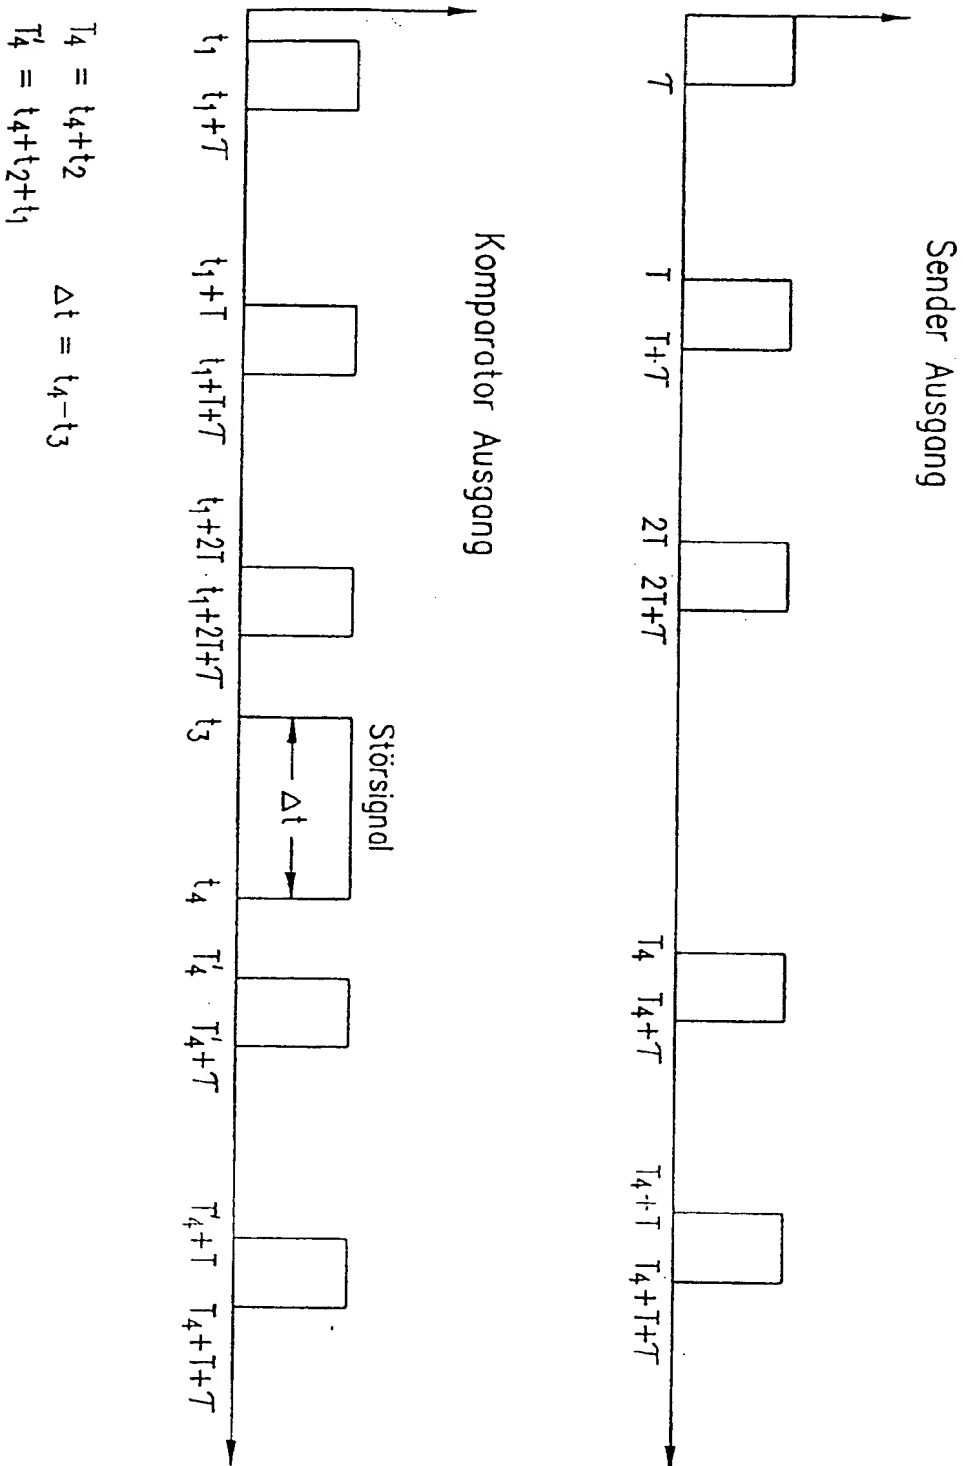 Sender Ausgang
τ T T+τ 2T 2T+τ T₄ T₄+τ T₄+T T₄+T+τ
Komparator Ausgang
Störsignal
Δt
t₁ t₁+τ t₁+T t₁+T+τ t₁+2T t₁+2T+τ t₃ t₄ T₄′ T₄′+τ T₄′+T T₄+T+τ
T₄ = t₄+t₂ Δt = t₄−t₃
T₄′ = t₄+t₂+t₁